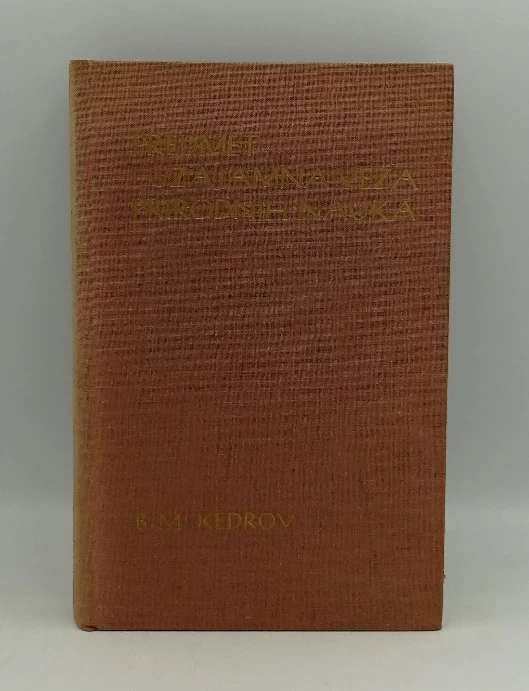 PREDMET
I UZAJAMNA VEZA
PRIRODNIH NAUKA
B. M. KEDROV